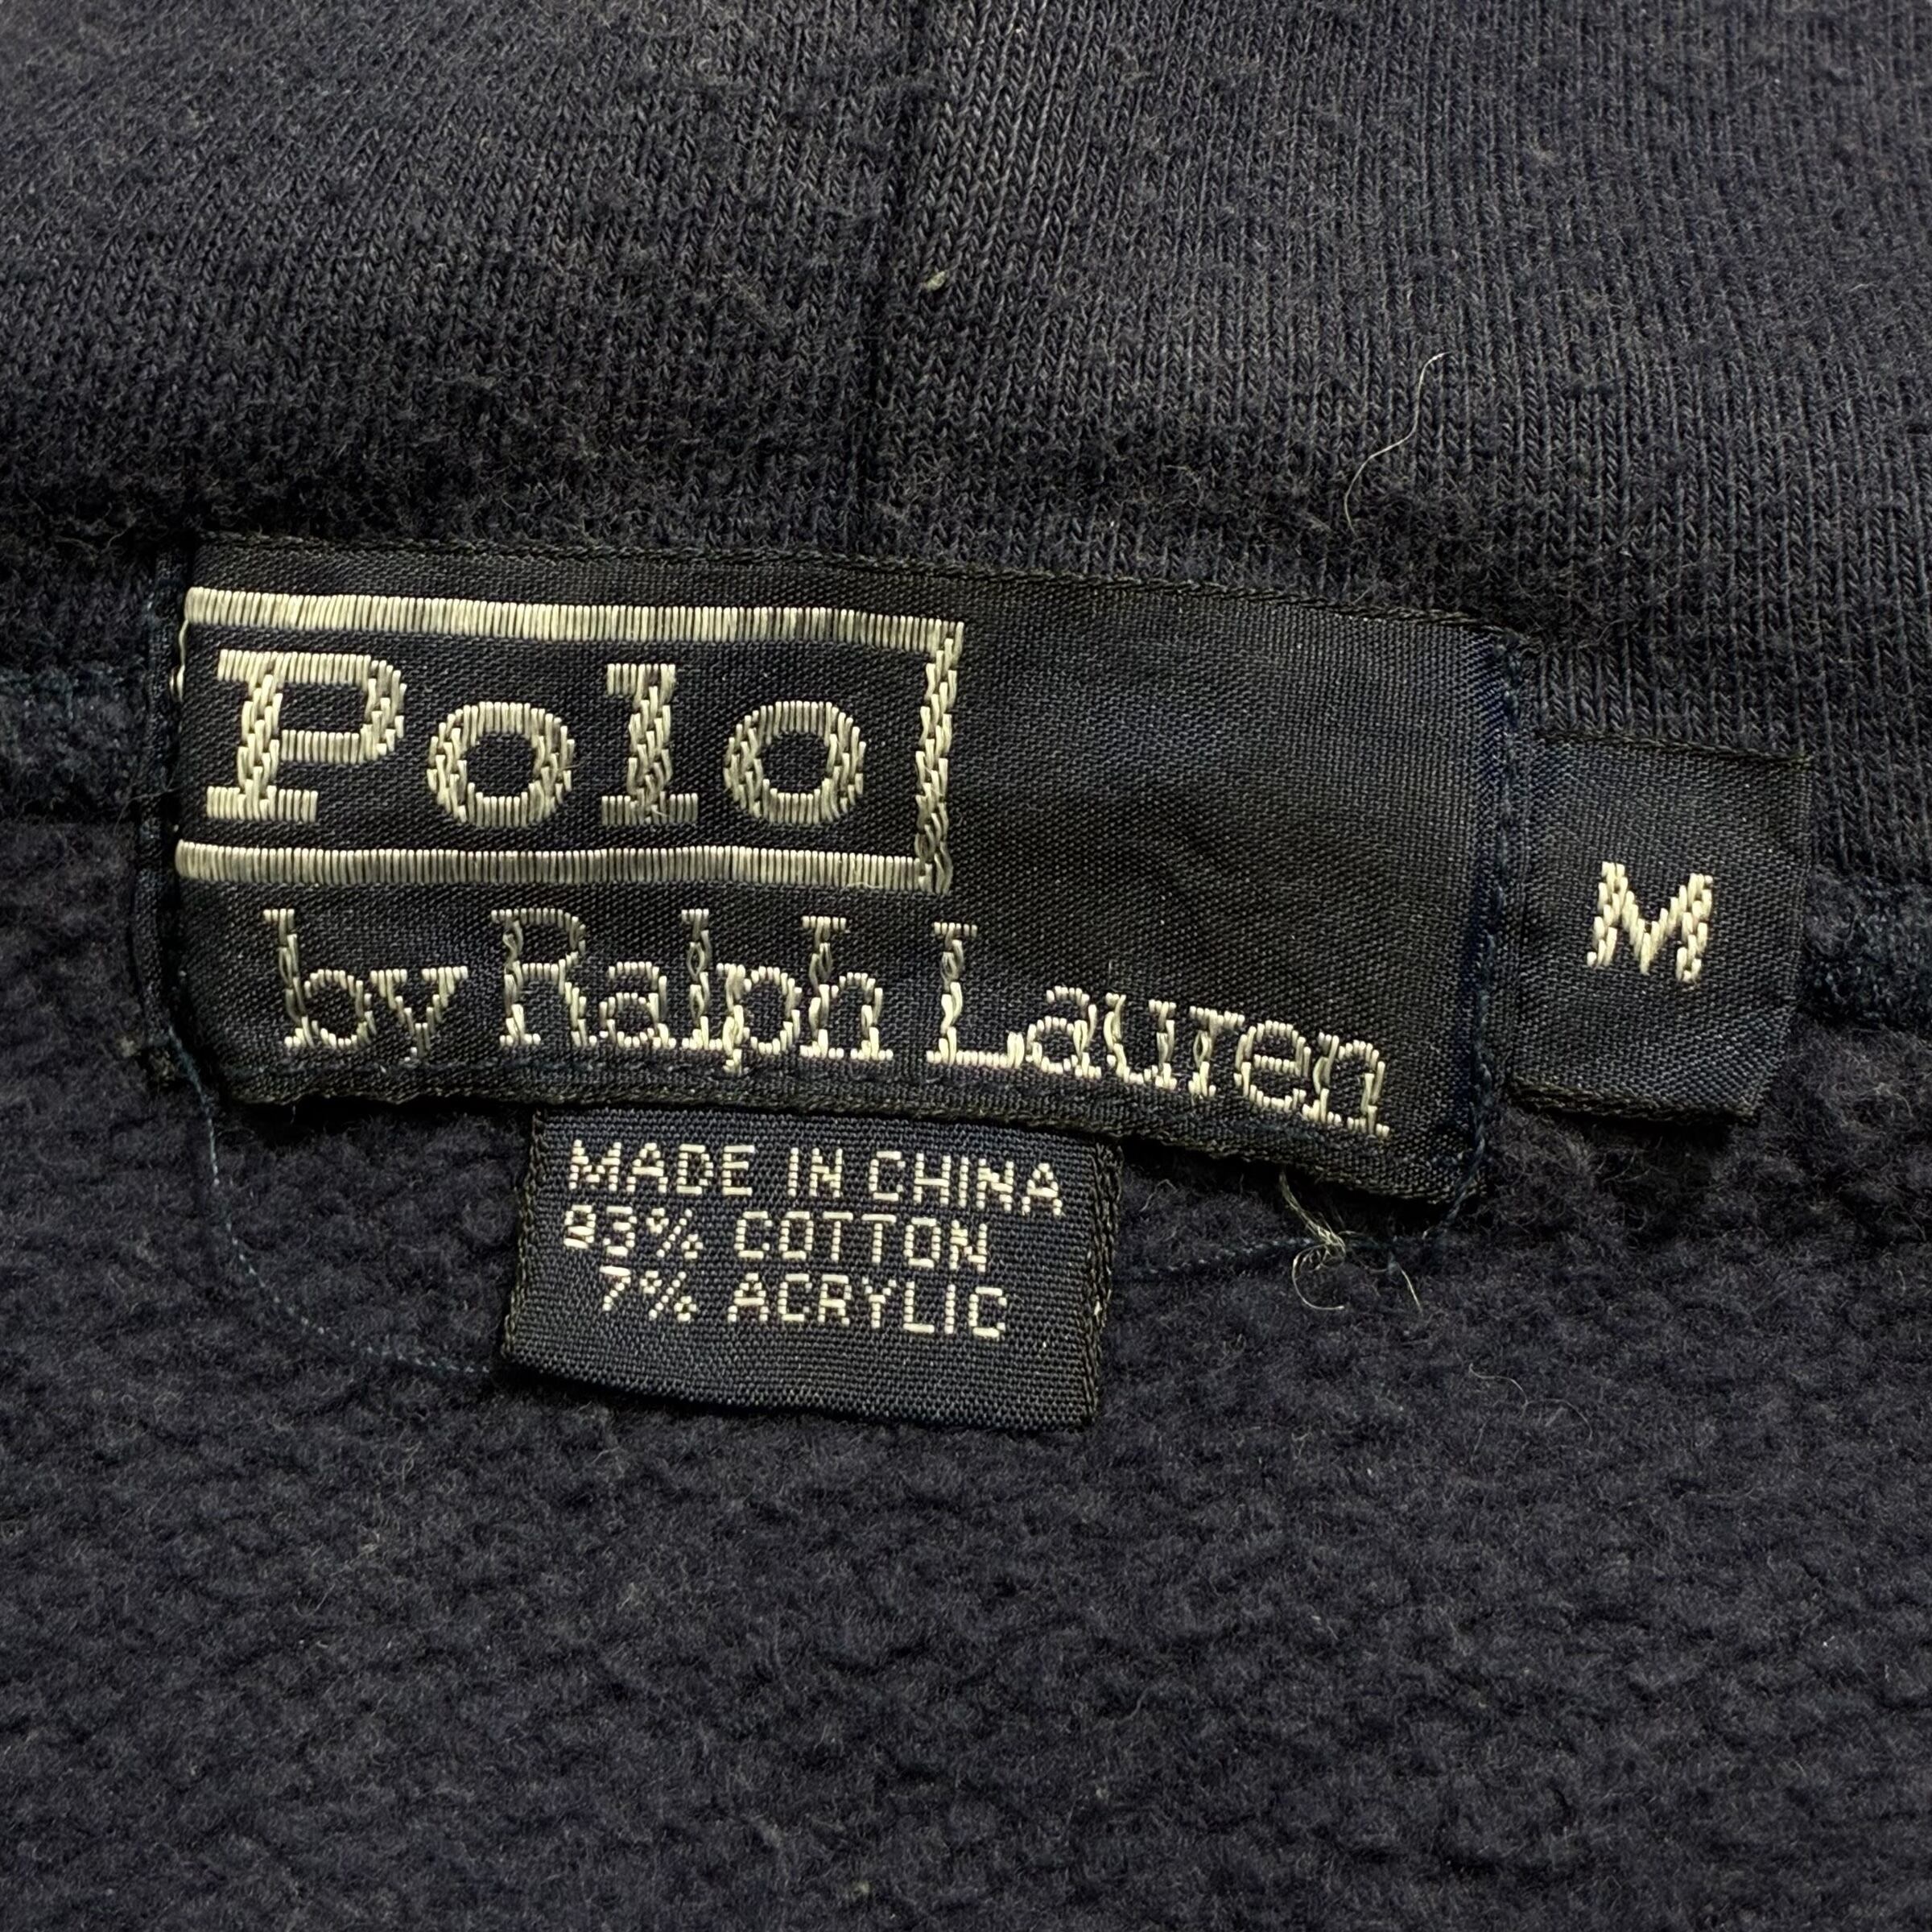 Polo
by Ralph Lauren
M
MADE IN CHINA
93% COTTON
7% ACRYLIC